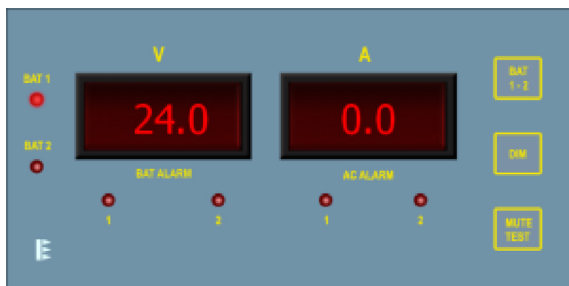 V
A
BAT 1
BAT
1 - 2
24.0
0.0
BAT 2
DIM
BAT ALARM
AC ALARM
1
2
1
2
MUTE
TEST